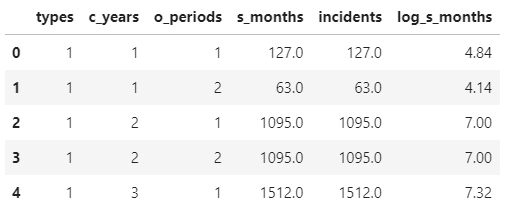 types c_years o_periods s_months incidents log_s_months
0 1 1 1 127.0 127.0 4.84
1 1 1 2 63.0 63.0 4.14
2 1 2 1 1095.0 1095.0 7.00
3 1 2 2 1095.0 1095.0 7.00
4 1 3 1 1512.0 1512.0 7.32